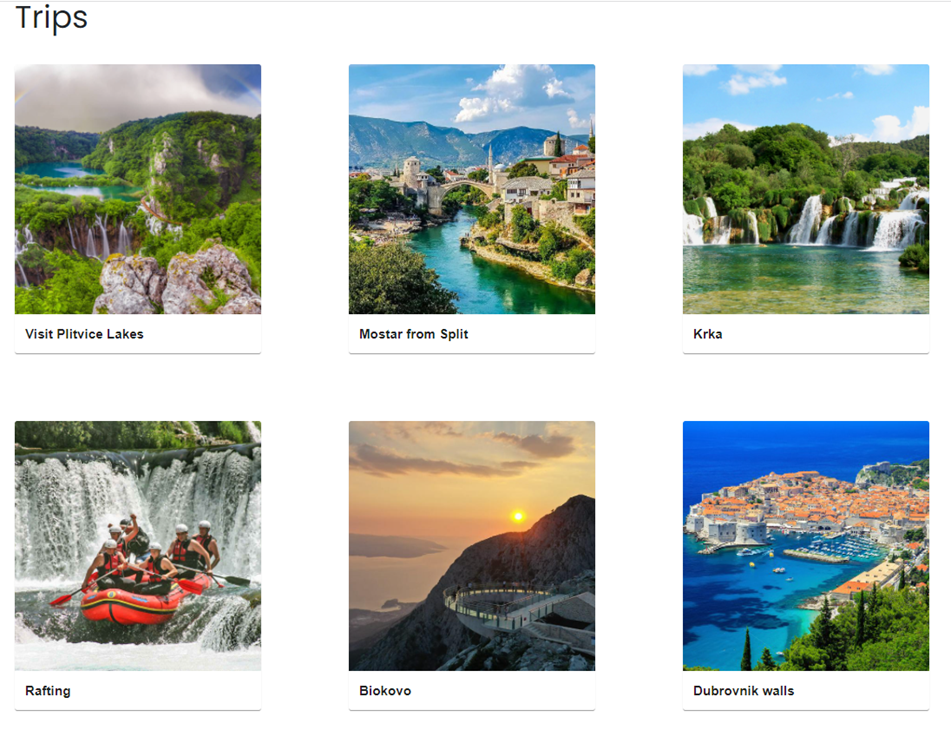 Trips
Visit Plitvice Lakes
Mostar from Split
Krka
Rafting
Biokovo
Dubrovnik walls